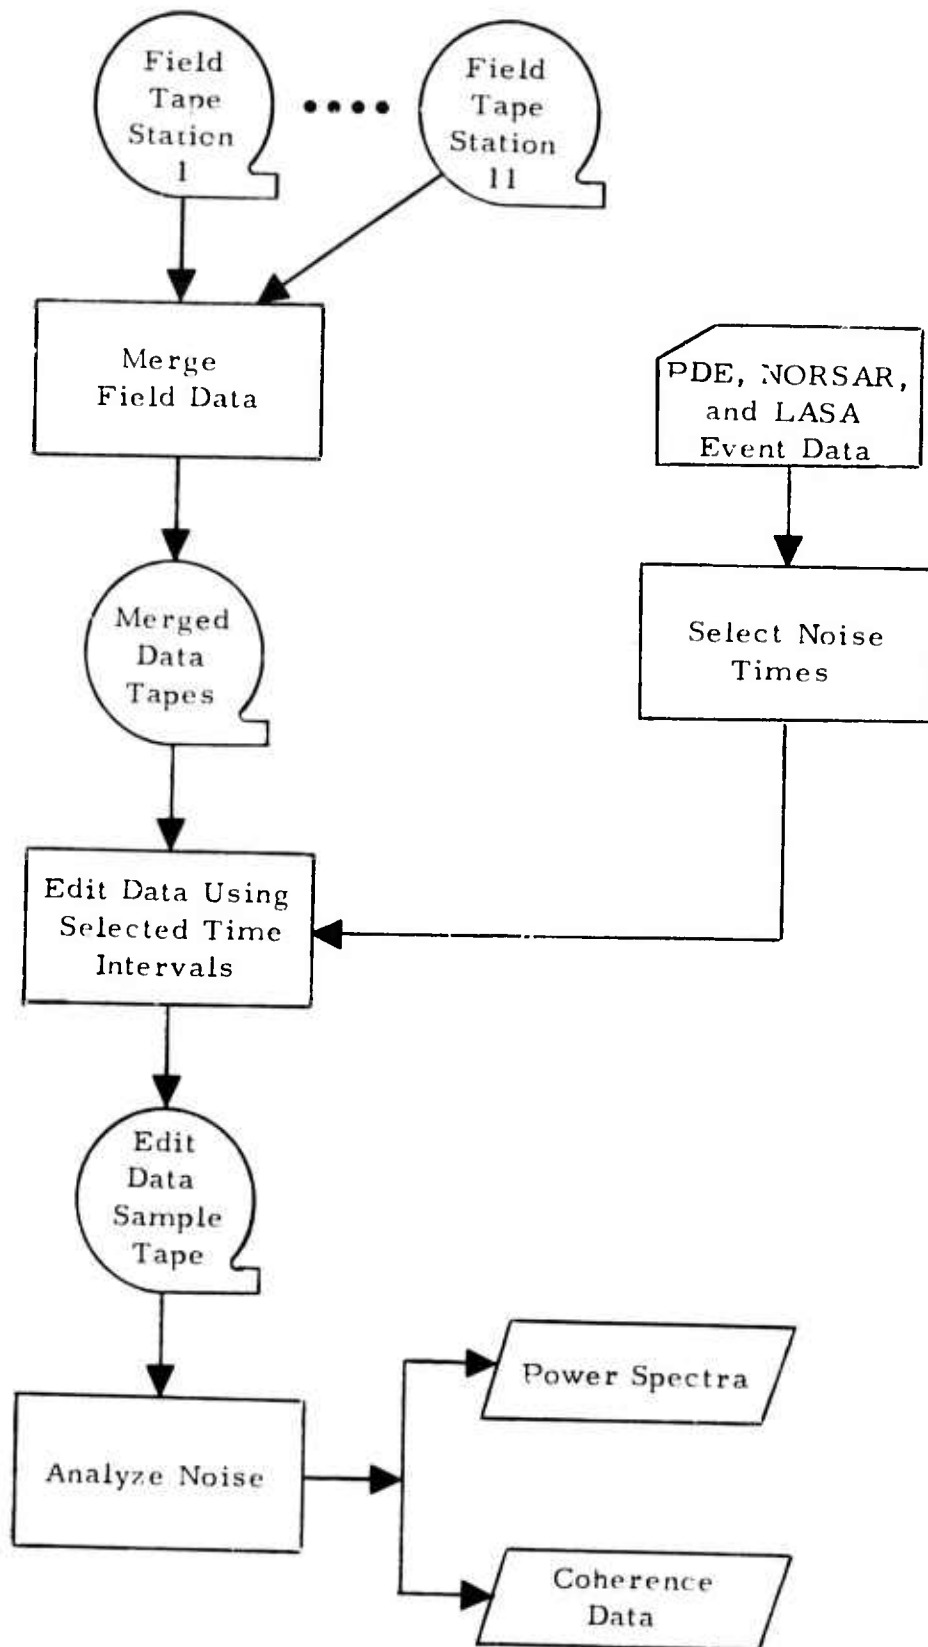 Field
Tape
Station
1
Field
Tape
Station
11
Merge
Field Data
PDE, NORSAR,
and LASA
Event Data
Merged
Data
Tapes
Select Noise
Times
Edit Data Using
Selected Time
Intervals
Edit
Data
Sample
Tape
Power Spectra
Analyze Noise
Coherence
Data